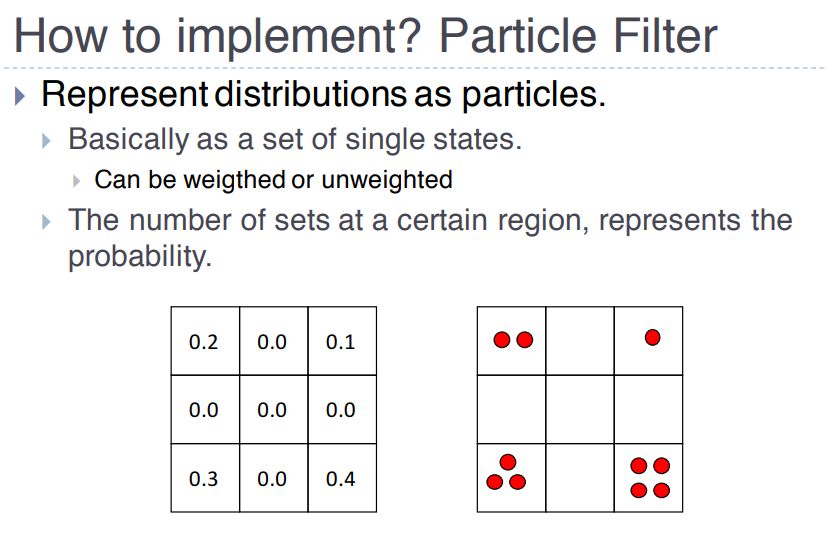 How to implement? Particle Filter
Represent distributions as particles.
Basically as a set of single states.
Can be weigthed or unweighted
The number of sets at a certain region, represents the
probability.
0.2 0.0 0.1
0.0 0.0 0.0
0.3 0.0 0.4